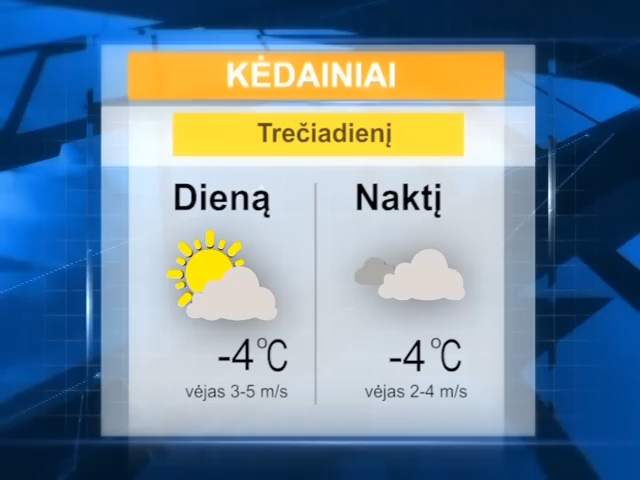 KĖDAINIAI
Trečiadienį
Dieną
Naktį
-4°C
-4°C
vėjas 3-5 m/s
vėjas 2-4 m/s